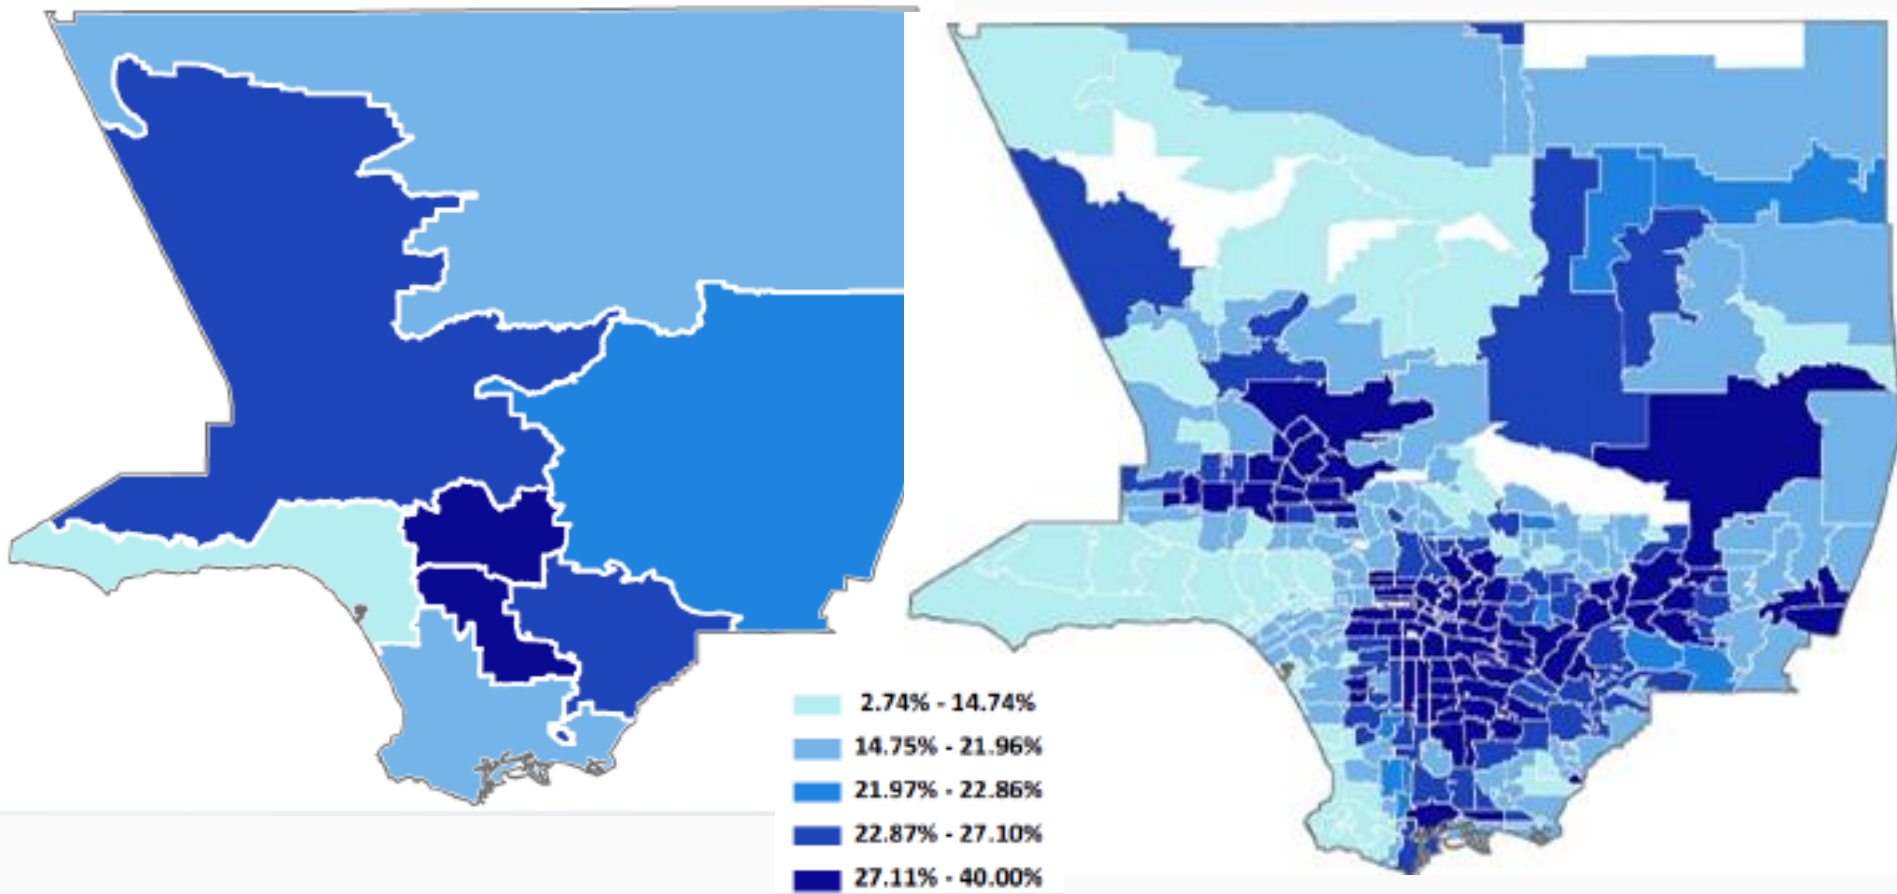 2.74% - 14.74%
14.75% - 21.96%
21.97% - 22.86%
22.87% - 27.10%
27.11% - 40.00%